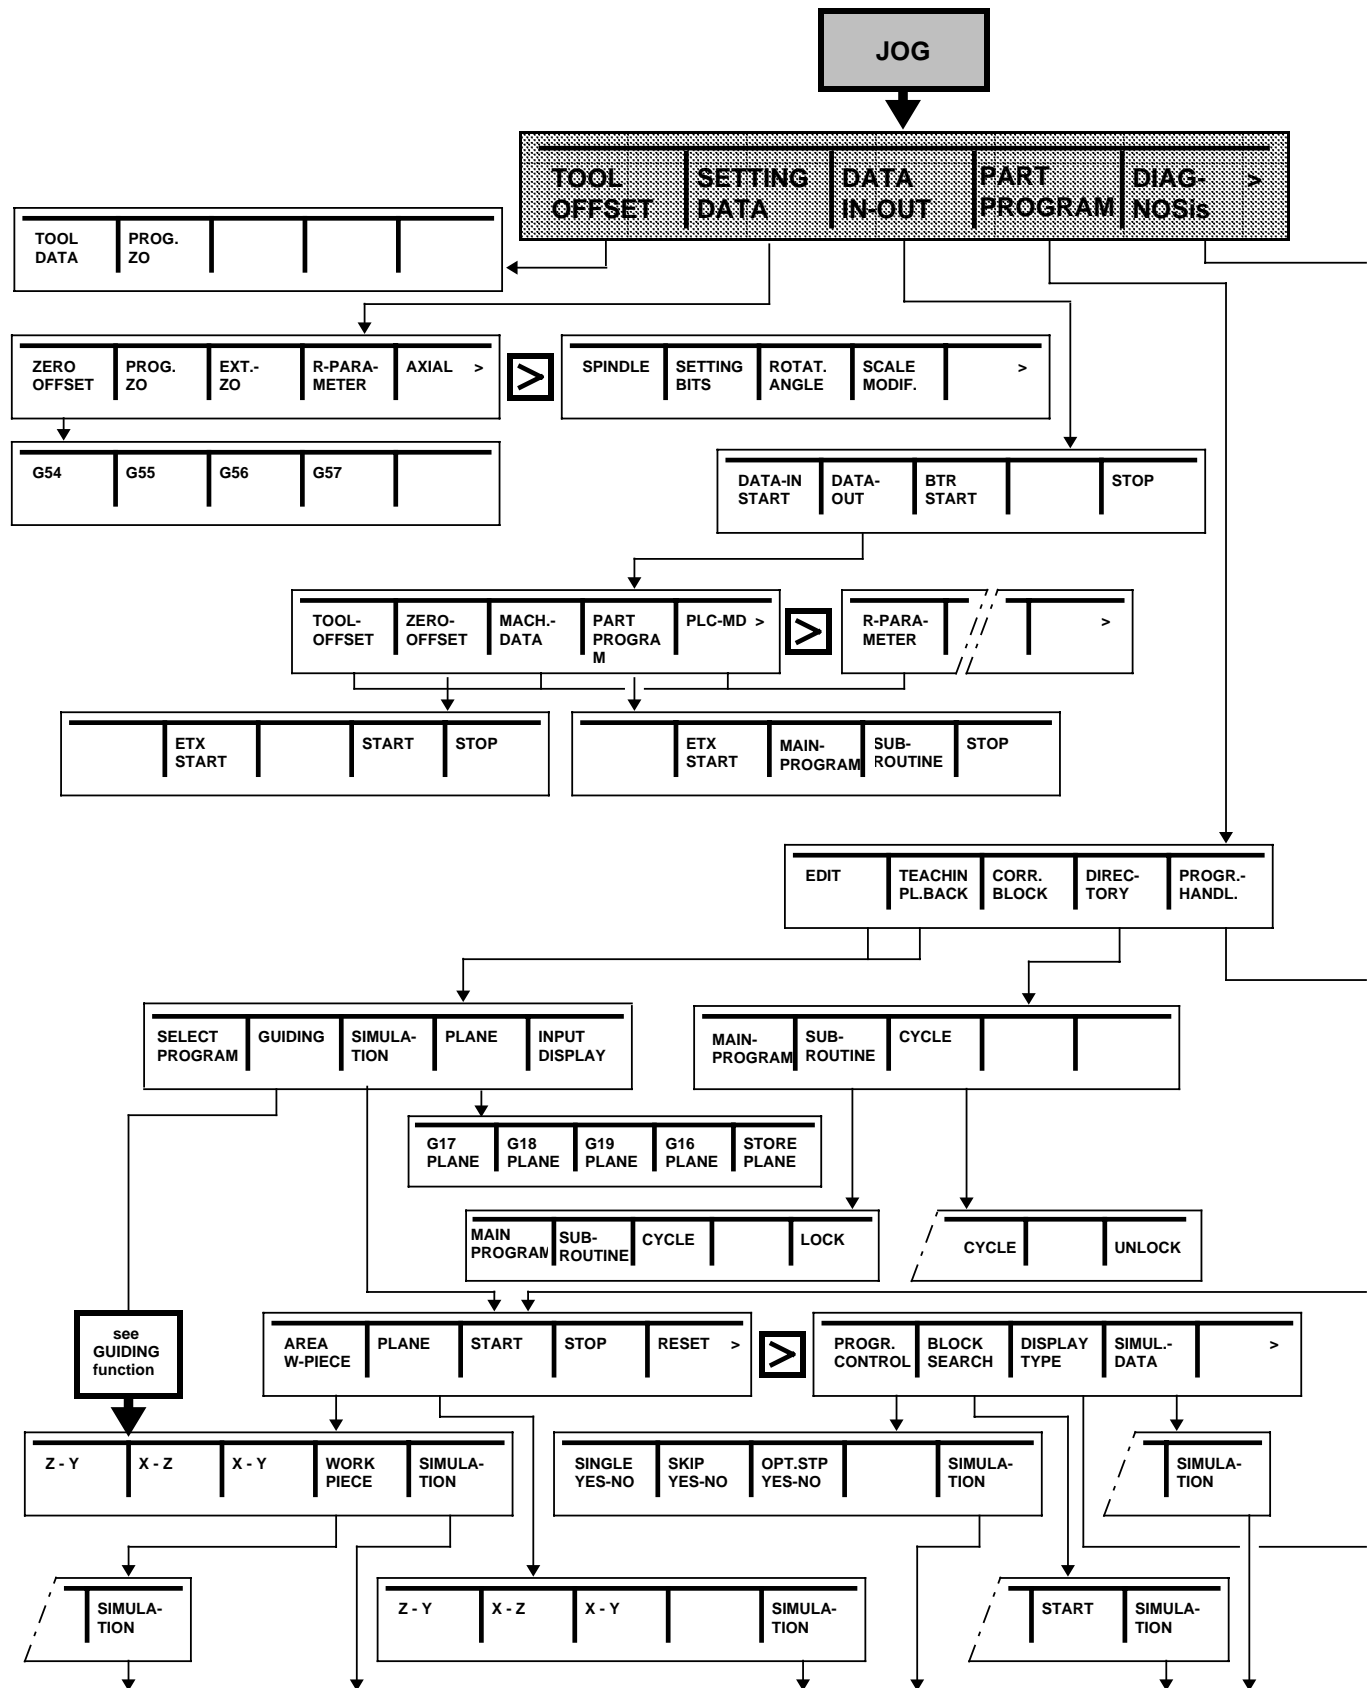 JOG
TOOL OFFSET
SETTING DATA
DATA IN-OUT
PART PROGRAM
DIAG-NOSis
>
TOOL DATA
PROG. ZO
ZERO OFFSET
PROG. ZO
EXT.- ZO
R-PARA-METER
AXIAL >
>
SPINDLE
SETTING BITS
ROTAT. ANGLE
SCALE MODIF.
>
G54
G55
G56
G57
DATA-IN START
DATA-OUT
BTR START
STOP
TOOL-OFFSET
ZERO-OFFSET
MACH.-DATA
PART PROGRA M
PLC-MD >
>
R-PARA-METER
>
ETX START
START
STOP
ETX START
MAIN-PROGRAM
SUB-ROUTINE
STOP
EDIT
TEACHIN PL.BACK
CORR. BLOCK
DIREC-TORY
PROGR.-HANDL.
SELECT PROGRAM
GUIDING
SIMULA-TION
PLANE
INPUT DISPLAY
MAIN-PROGRAM
SUB-ROUTINE
CYCLE
G17 PLANE
G18 PLANE
G19 PLANE
G16 PLANE
STORE PLANE
MAIN PROGRAM
SUB-ROUTINE
CYCLE
LOCK
CYCLE
UNLOCK
see
GUIDING
function
AREA W-PIECE
PLANE
START
STOP
RESET >
>
PROGR. CONTROL
BLOCK SEARCH
DISPLAY TYPE
SIMUL.-DATA
>
Z - Y
X - Z
X - Y
WORK PIECE
SIMULA-TION
SINGLE YES-NO
SKIP YES-NO
OPT.STP YES-NO
SIMULA-TION
SIMULA-TION
SIMULA-TION
Z - Y
X - Z
X - Y
SIMULA-TION
START
SIMULA-TION